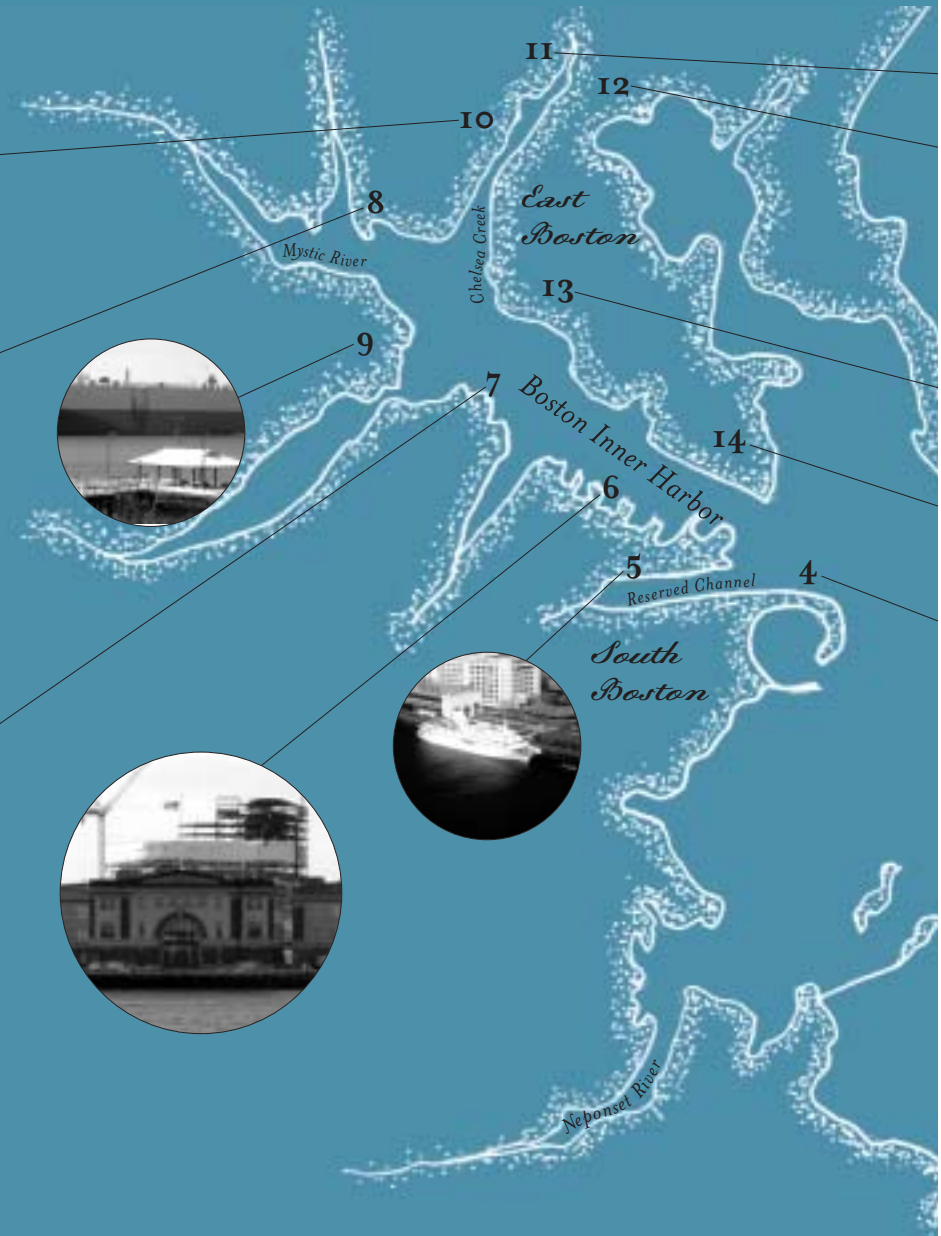 11
12
10
East
Boston
8
Chelsea Creek
Mystic River
13
9
7
Boston Inner Harbor
14
6
5
4
Reserved Channel
South
Boston
Neponset River